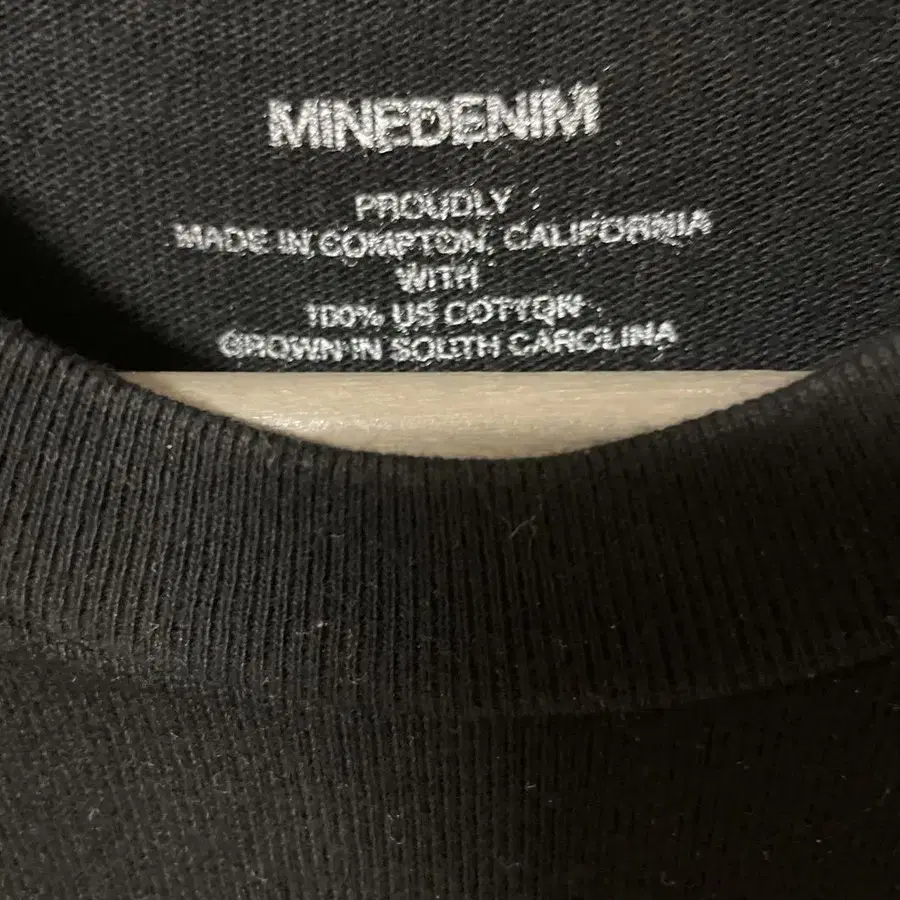 MINEDENIM
PROUDLY
MADE IN COMPTON, CALIFORNIA
WITH
100% US COTTON
GROWN IN SOUTH CAROLINA